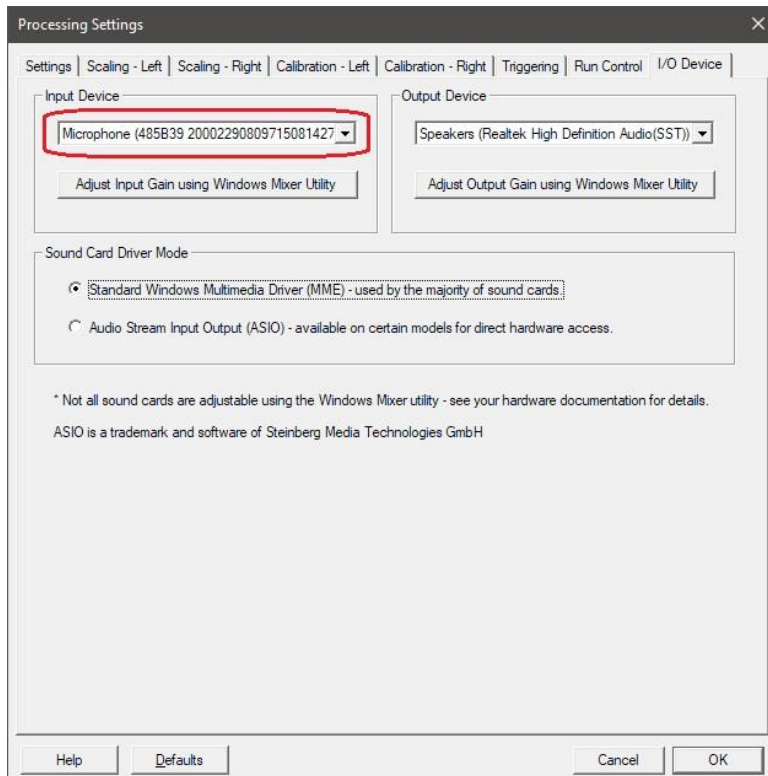 Processing Settings
Settings Scaling - Left Scaling - Right Calibration - Left Calibration - Right Triggering Run Control I/O Device
Input Device
Microphone (485B39 20002290809715081427
Adjust Input Gain using Windows Mixer Utility
Output Device
Speakers (Realtek High Definition Audio(SST))
Adjust Output Gain using Windows Mixer Utility
Sound Card Driver Mode
Standard Windows Multimedia Driver (MME) - used by the majority of sound cards.
Audio Stream Input Output (ASIO) - available on certain models for direct hardware access.
* Not all sound cards are adjustable using the Windows Mixer utility - see your hardware documentation for details.
ASIO is a trademark and software of Steinberg Media Technologies GmbH
Help Defaults Cancel OK